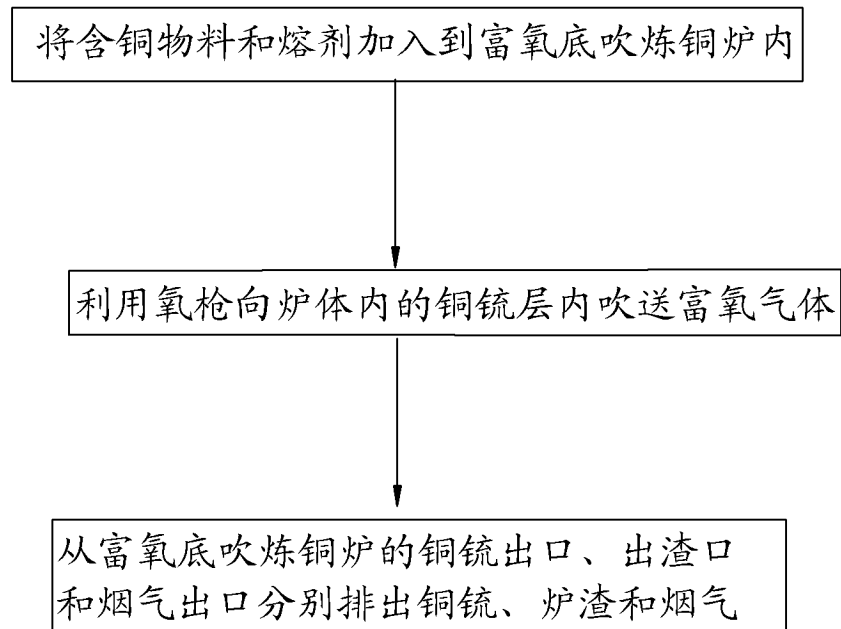 将含铜物料和熔剂加入到富氧底吹炼铜炉内
利用氧枪向炉体内的铜锍层内吹送富氧气体
从富氧底吹炼铜炉的铜锍出口、出渣口
和烟气出口分别排出铜锍、炉渣和烟气